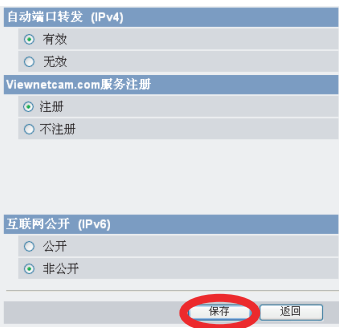 自动端口转发 (IPv4)
有效
无效
Viewnetcam.com服务注册
注册
不注册
互联网公开 (IPv6)
公开
非公开
保存 返回